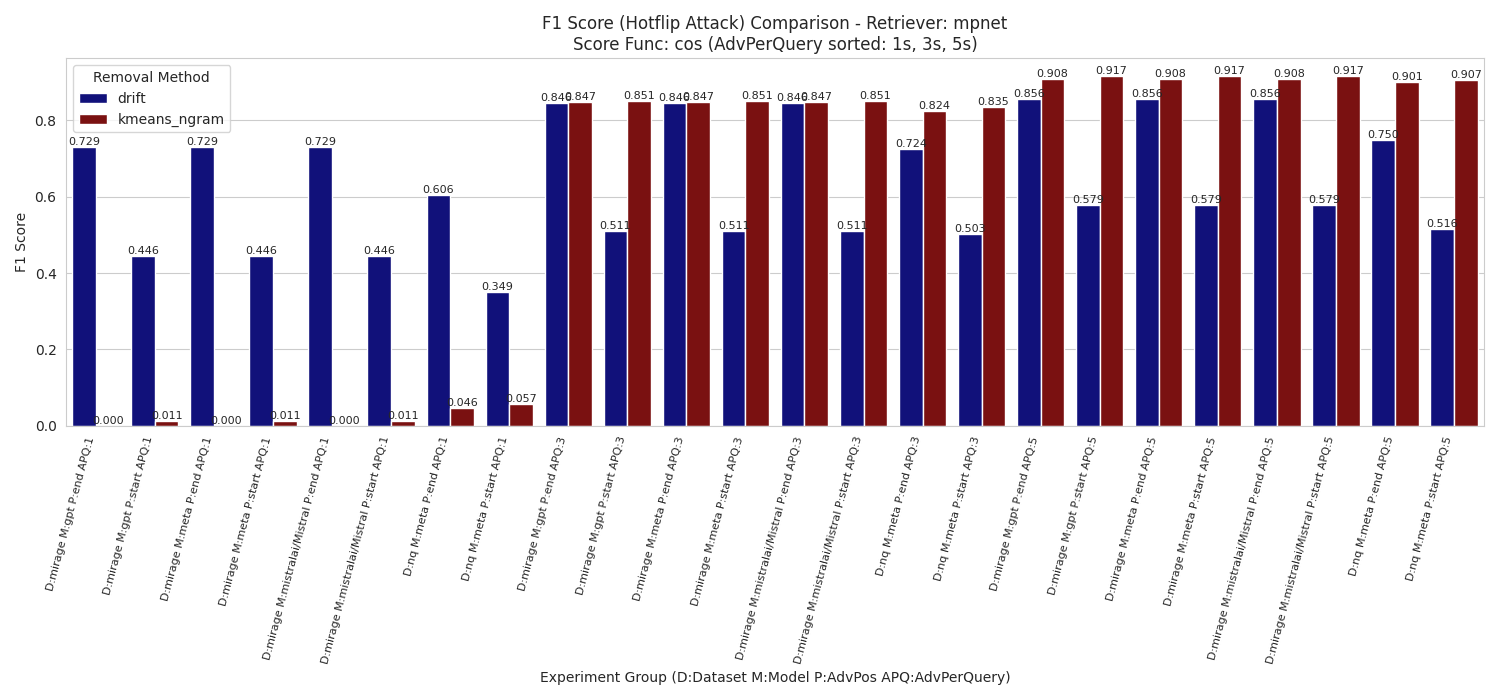 F1 Score (Hotflip Attack) Comparison - Retriever: mpnet
Score Func: cos (AdvPerQuery sorted: 1s, 3s, 5s)
Removal Method
drift
kmeans_ngram
F1 Score
0.8
0.6
0.4
0.2
0.0
0.729
0.000
0.446
0.011
0.729
0.000
0.446
0.011
0.729
0.000
0.446
0.011
0.606
0.046
0.349
0.057
0.846
0.847
0.511
0.851
0.846
0.847
0.511
0.851
0.846
0.847
0.511
0.851
0.724
0.824
0.503
0.835
0.856
0.908
0.579
0.917
0.856
0.908
0.579
0.917
0.856
0.908
0.579
0.917
0.750
0.901
0.516
0.907
D:mirage M:gpt P:end APQ:1
D:mirage M:gpt P:start APQ:1
D:mirage M:meta P:end APQ:1
D:mirage M:meta P:start APQ:1
D:mirage M:mistralai/Mistral P:end APQ:1
D:mirage M:mistralai/Mistral P:start APQ:1
D:nq M:meta P:end APQ:1
D:nq M:meta P:start APQ:1
D:mirage M:gpt P:end APQ:3
D:mirage M:gpt P:start APQ:3
D:mirage M:meta P:end APQ:3
D:mirage M:meta P:start APQ:3
D:mirage M:mistralai/Mistral P:end APQ:3
D:mirage M:mistralai/Mistral P:start APQ:3
D:nq M:meta P:end APQ:3
D:nq M:meta P:start APQ:3
D:mirage M:gpt P:end APQ:5
D:mirage M:gpt P:start APQ:5
D:mirage M:meta P:end APQ:5
D:mirage M:meta P:start APQ:5
D:mirage M:mistralai/Mistral P:end APQ:5
D:mirage M:mistralai/Mistral P:start APQ:5
D:nq M:meta P:end APQ:5
D:nq M:meta P:start APQ:5
Experiment Group (D:Dataset M:Model P:AdvPos APQ:AdvPerQuery)